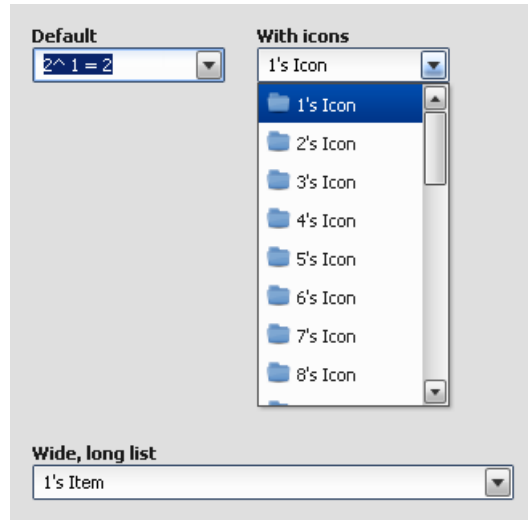 Default
2^ 1 = 2
With icons
1's Icon
1's Icon
2's Icon
3's Icon
4's Icon
5's Icon
6's Icon
7's Icon
8's Icon
Wide, long list
1's Item